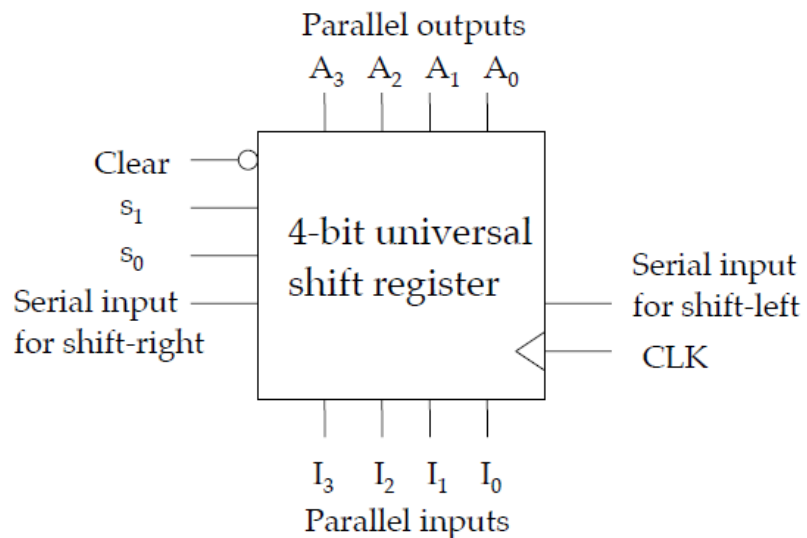 Parallel outputs
A₃ A₂ A₁ A₀
Clear
s₁
s₀
Serial input
for shift-right
4-bit universal
shift register
Serial input
for shift-left
CLK
I₃ I₂ I₁ I₀
Parallel inputs